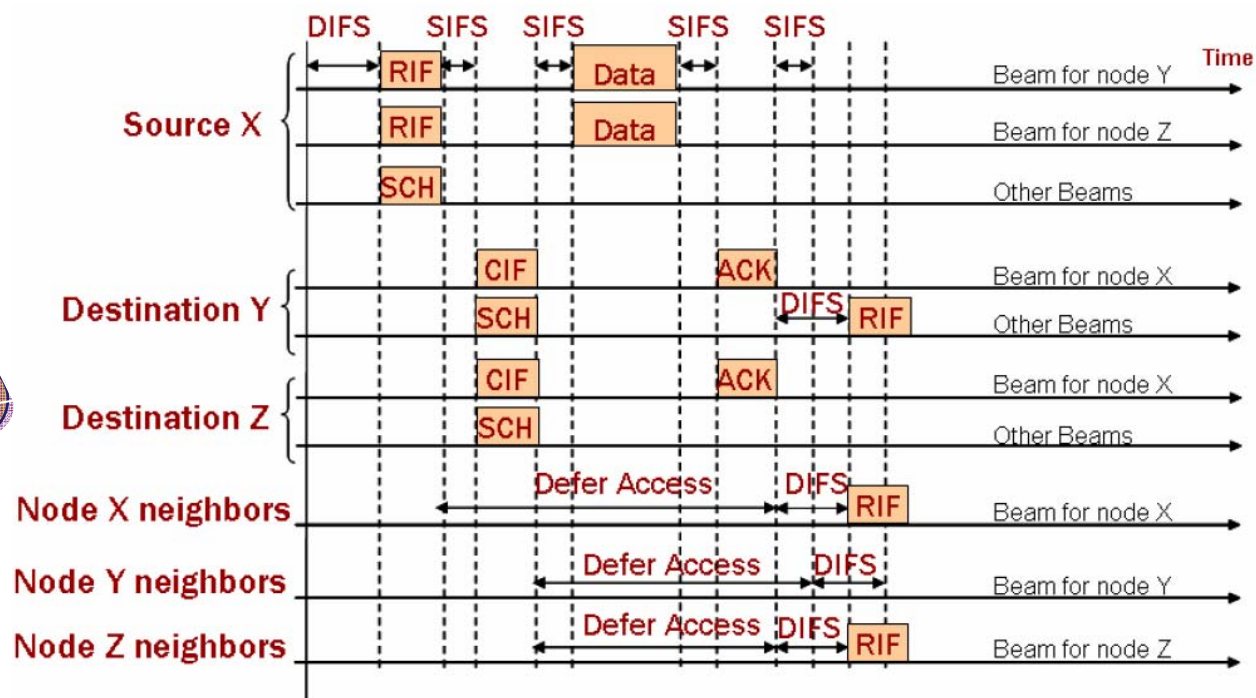 DIFS SIFS SIFS SIFS SIFS
Time
RIF Data Beam for node Y
Source X
RIF Data Beam for node Z
SCH Other Beams
CIF ACK Beam for node X
Destination Y
DIFS
SCH RIF Other Beams
CIF ACK Beam for node X
Destination Z
SCH Other Beams
Defer Access DIFS
Node X neighbors RIF Beam for node X
Defer Access DIFS
Node Y neighbors Beam for node Y
Defer Access DIFS
Node Z neighbors RIF Beam for node Z